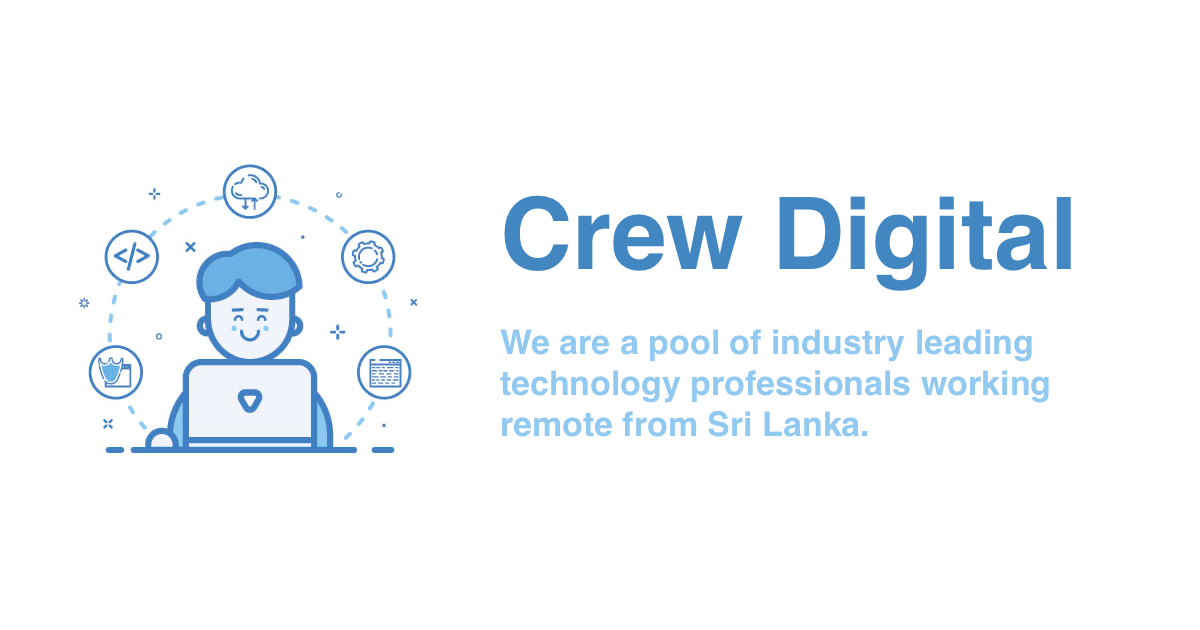 Crew Digital
We are a pool of industry leading
technology professionals working
remote from Sri Lanka.